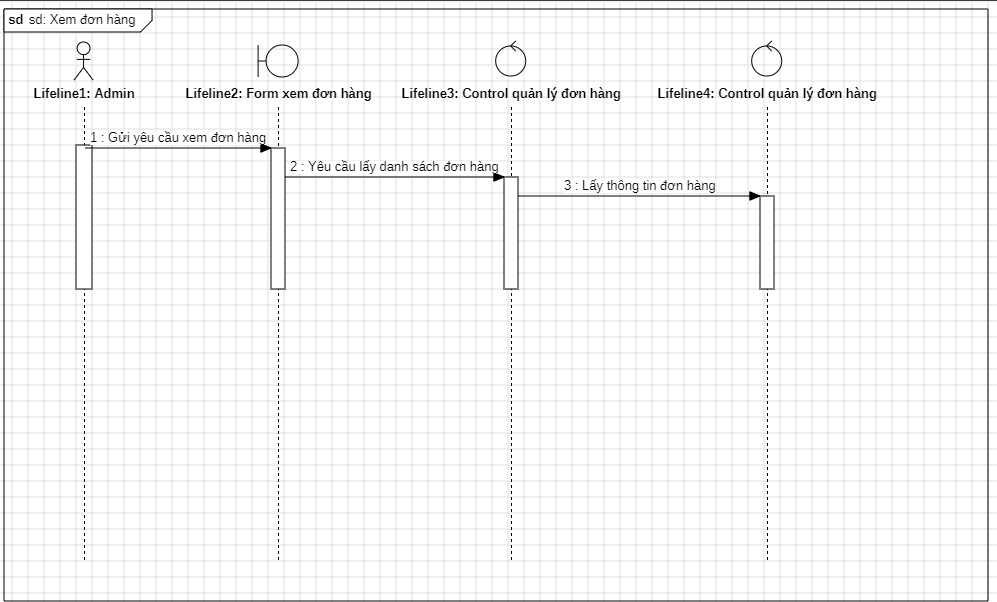 sd sd: Xem đơn hàng
Lifeline1: Admin
Lifeline2: Form xem đơn hàng
Lifeline3: Control quản lý đơn hàng
Lifeline4: Control quản lý đơn hàng
1 : Gửi yêu cầu xem đơn hàng
2 : Yêu cầu lấy danh sách đơn hàng
3 : Lấy thông tin đơn hàng